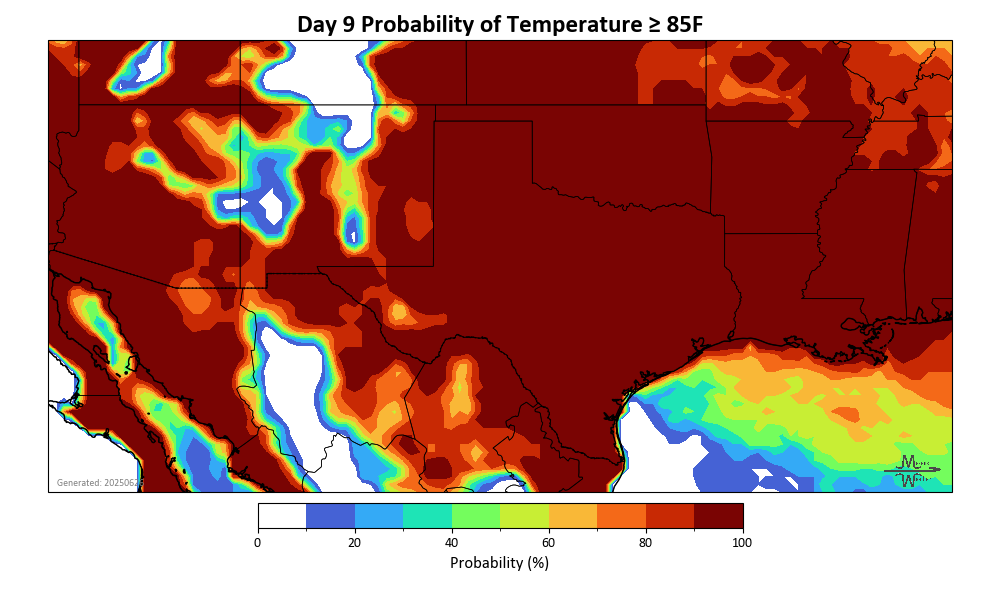 Day 9 Probability of Temperature ≥ 85F
Generated: 2025062
0 20 40 60 80 100
Probability (%)